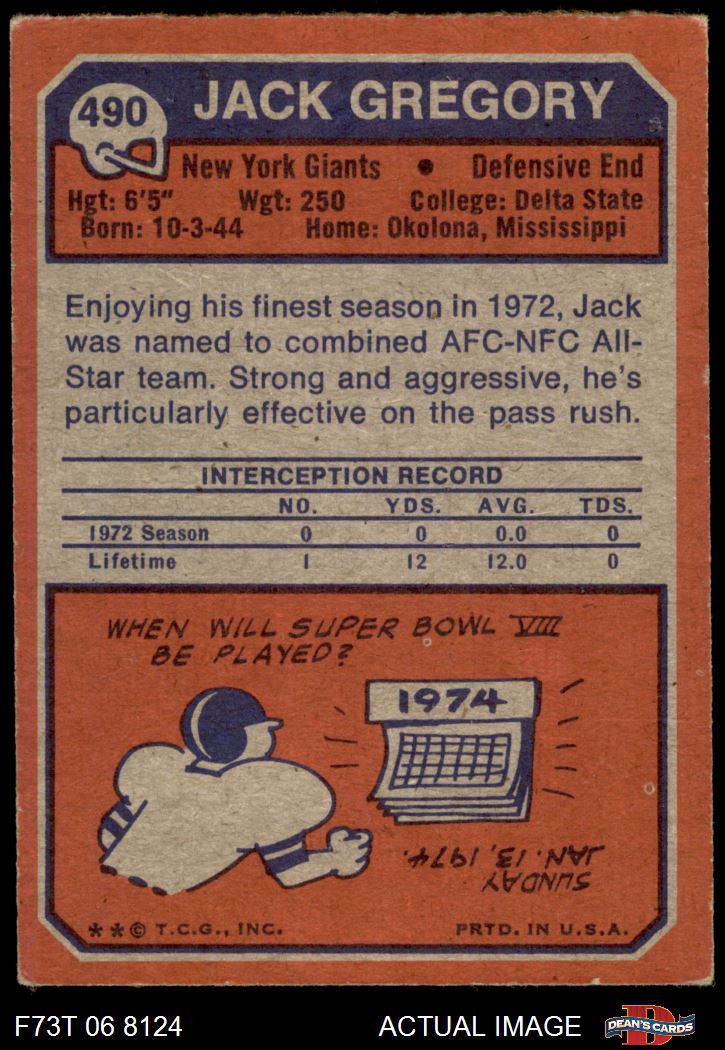 490
JACK GREGORY
New York Giants • Defensive End
Hgt: 6'5" Wgt: 250 College: Delta State
Born: 10-3-44 Home: Okolona, Mississippi
Enjoying his finest season in 1972, Jack
was named to combined AFC-NFC All-
Star team. Strong and aggressive, he's
particularly effective on the pass rush.
INTERCEPTION RECORD
NO. YDS. AVG. TDS.
1972 Season 0 0 0.0 0
Lifetime 1 12 12.0 0
WHEN WILL SUPER BOWL VIII
BE PLAYED?
1974
SUNDAY
JAN. 13, 1974.
**© T.C.G., INC. PRTD. IN U.S.A.
F73T 06 8124 ACTUAL IMAGE
D
DEAN'S CARDS